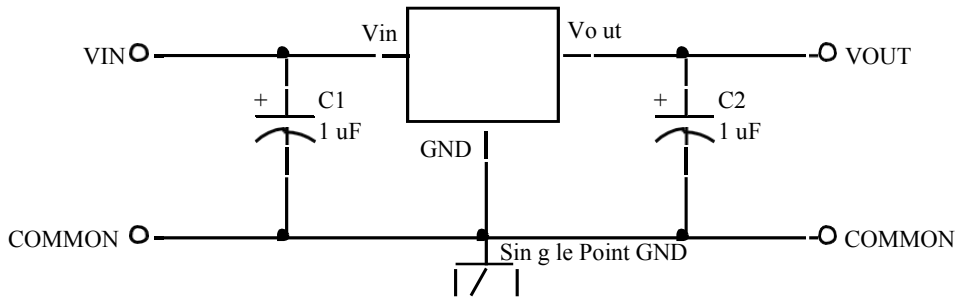 Vin
Vo ut
VIN
VOUT
+
C1
1 uF
+
C2
1 uF
GND
COMMON
COMMON
Sin g le Point GND